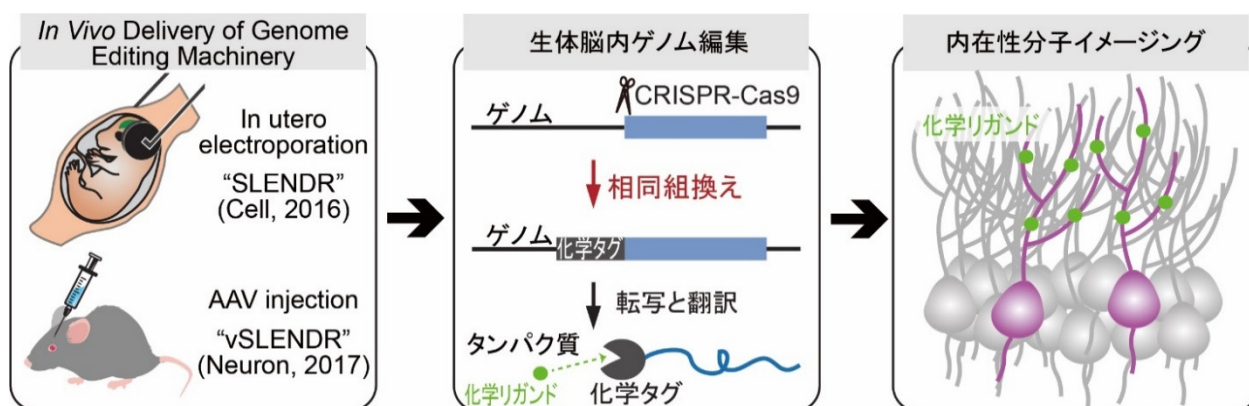 In Vivo Delivery of Genome
Editing Machinery
In utero
electroporation
“SLENDR”
(Cell, 2016)
AAV injection
“vSLENDR”
(Neuron, 2017)
生体脳内ゲノム編集
CRISPR-Cas9
ゲノム
相同組換え
ゲノム
化学タグ
転写と翻訳
タンパク質
化学リガンド
化学タグ
内在性分子イメージング
化学リガンド